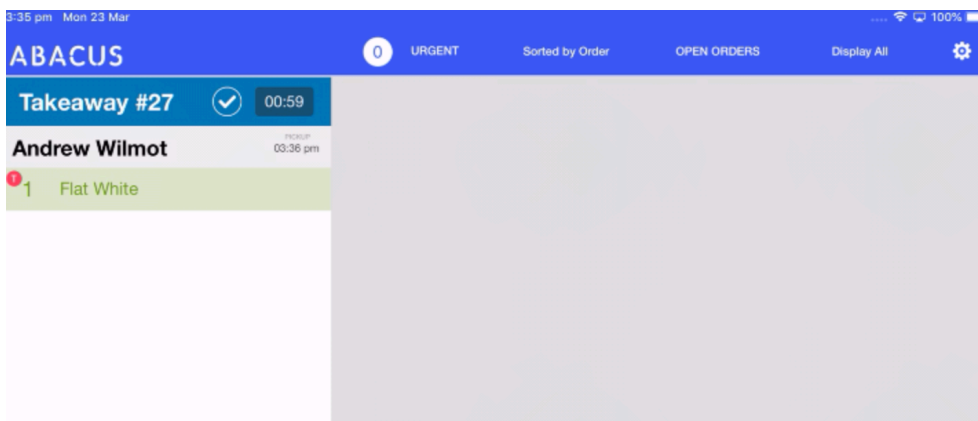 3:35 pm Mon 23 Mar 100%
ABACUS 0 URGENT Sorted by Order OPEN ORDERS Display All
Takeaway #27 00:59
PICKUP
Andrew Wilmot 03:36 pm
T
1 Flat White